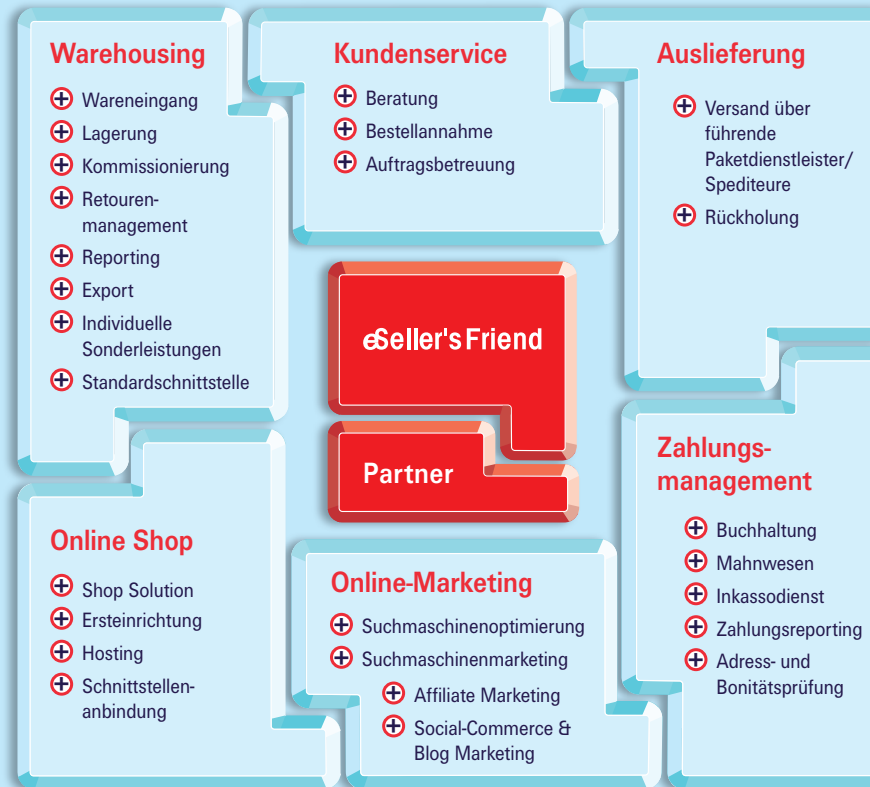 Warehousing
Wareneingang
Lagerung
Kommissionierung
Retouren-
management
Reporting
Export
Individuelle
Sonderleistungen
Standardschnittstelle
Kundenservice
Beratung
Bestellannahme
Auftragsbetreuung
Auslieferung
Versand über
führende
Paketdienstleister/
Spediteure
Rückholung
eSeller's Friend
Partner
Online Shop
Shop Solution
Ersteinrichtung
Hosting
Schnittstellen-
anbindung
Online-Marketing
Suchmaschinenoptimierung
Suchmaschinenmarketing
Affiliate Marketing
Social-Commerce &
Blog Marketing
Zahlungs-
management
Buchhaltung
Mahnwesen
Inkassodienst
Zahlungsreporting
Adress- und
Bonitätsprüfung